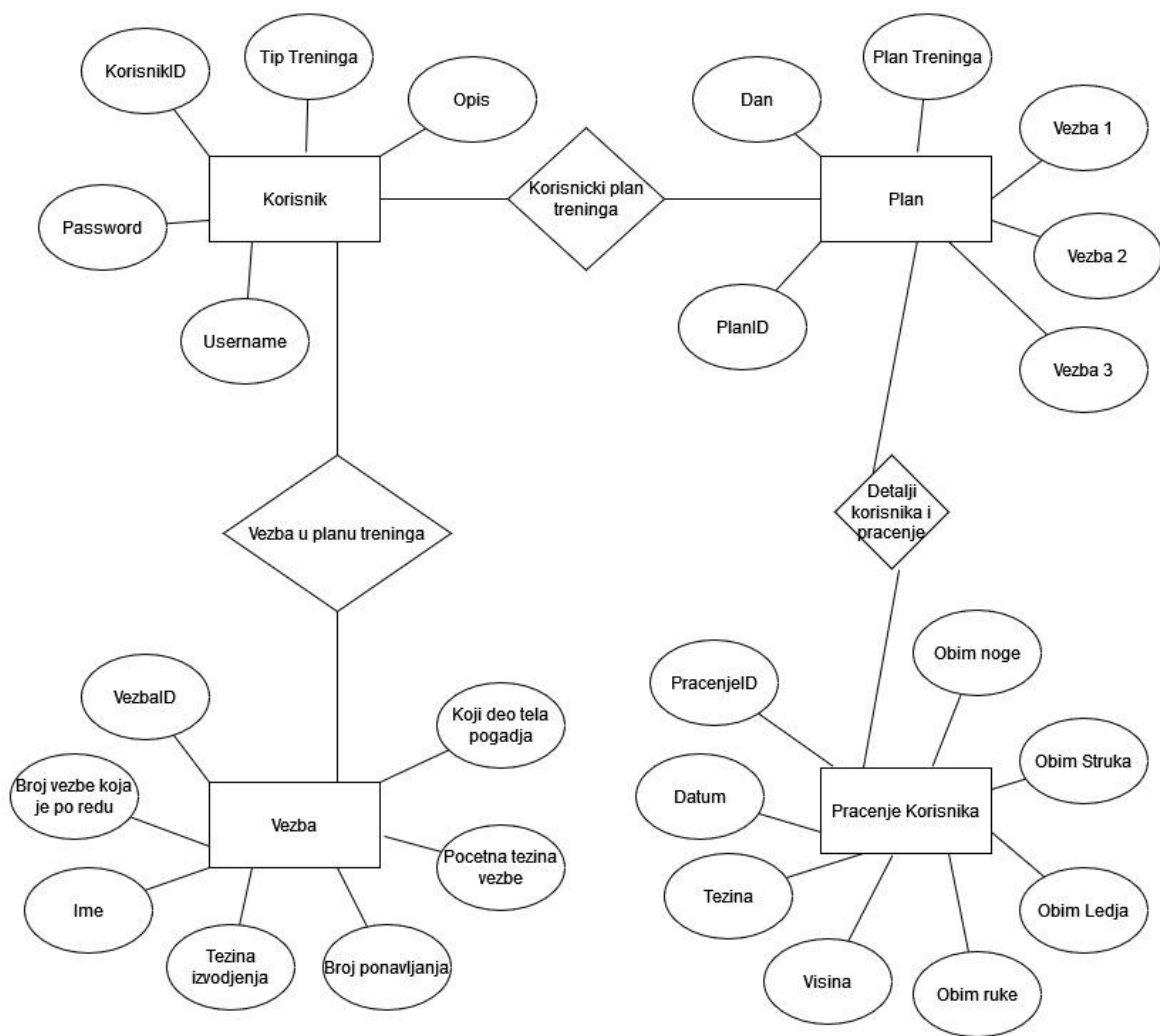 Tip Treninga
Plan Treninga
KorisnikID
Opis
Dan
Vezba 1
Korisnik
Korisnicki plan
treninga
Plan
Password
Vezba 2
Username
PlanID
Vezba 3
Vezba u planu treninga
Detalji
korisnika i
pracenje
Obim noge
PracenjeID
VezbaID
Koji deo tela
pogadja
Obim Struka
Broj vezbe koja
je po redu
Datum
Vezba
Pracenje Korisnika
Pocetna tezina
vezbe
Tezina
Ime
Obim Ledja
Tezina
izvodjenja
Broj ponavljanja
Visina
Obim ruke